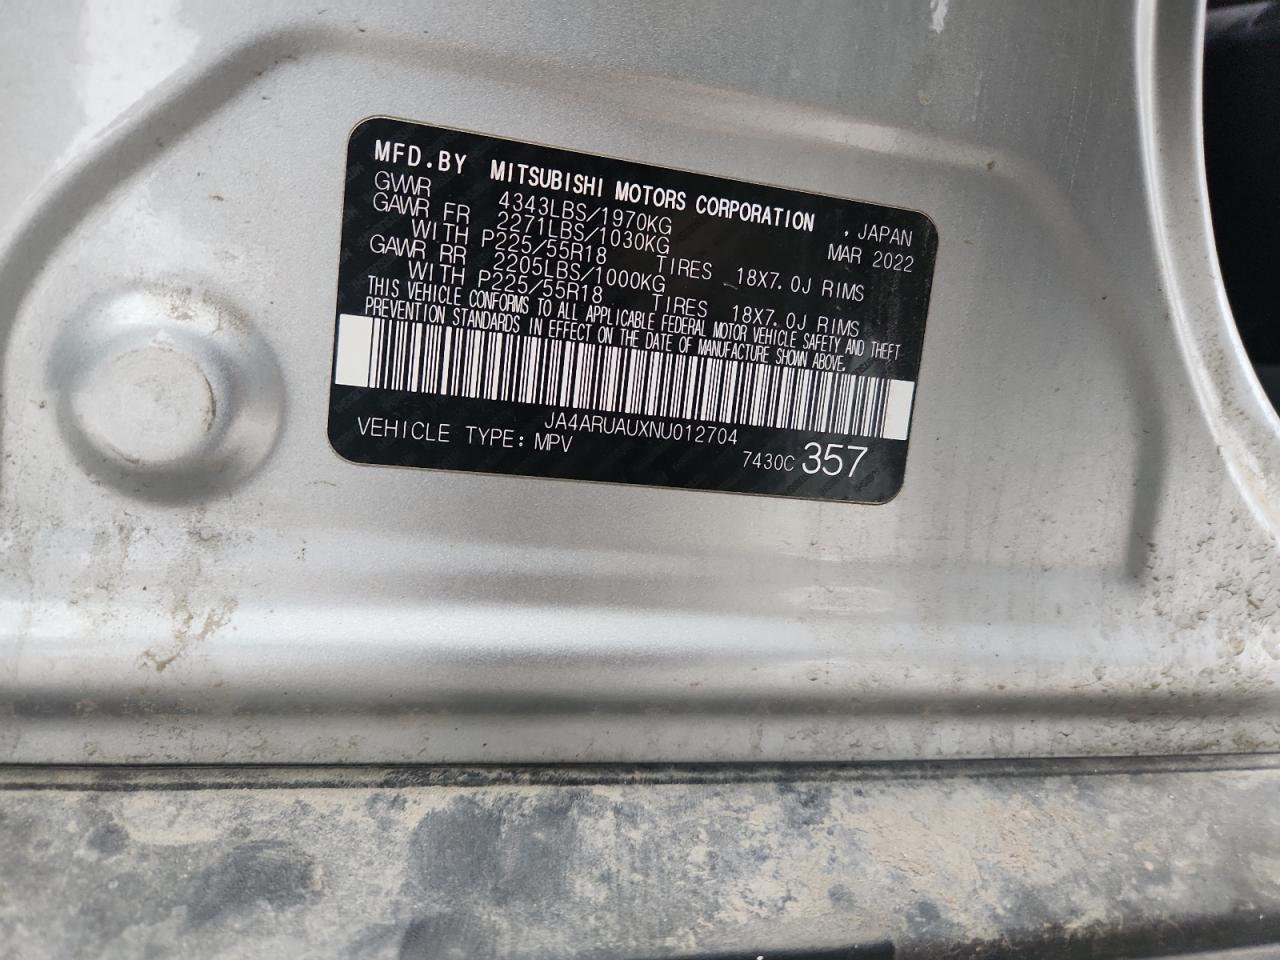 MFD.BY MITSUBISHI MOTORS CORPORATION , JAPAN
GVWR 4343LBS/1970KG MAR 2022
GAWR FR 2271LBS/1030KG
WITH P225/55R18 TIRES 18X7.0J RIMS
GAWR RR 2205LBS/1000KG
WITH P225/55R18 TIRES 18X7.0J RIMS
THIS VEHICLE CONFORMS TO ALL APPLICABLE FEDERAL MOTOR VEHICLE SAFETY AND THEFT
PREVENTION STANDARDS IN EFFECT ON THE DATE OF MANUFACTURE SHOWN ABOVE.
JA4ARUAUXNU012704
VEHICLE TYPE: MPV 7430C 357